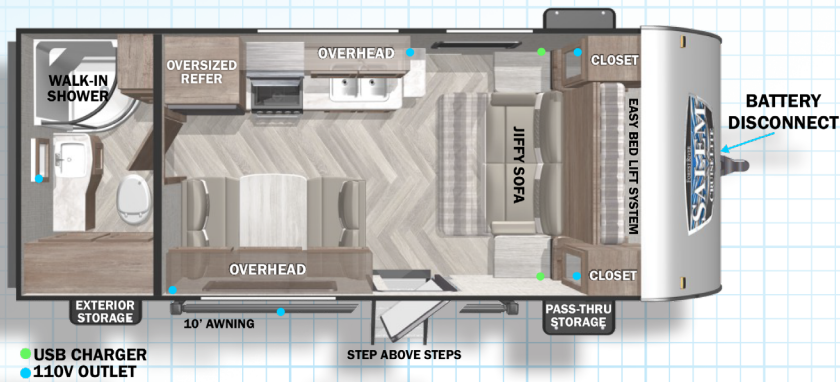 WALK-IN
SHOWER
OVERSIZED
REFER
OVERHEAD
CLOSET
JIFFY SOFA
EASY BED LIFT SYSTEM
SALEM
BATTERY
DISCONNECT
OVERHEAD
CLOSET
EXTERIOR
STORAGE
10' AWNING
PASS-THRU
STORAGE
STEP ABOVE STEPS
USB CHARGER
110V OUTLET